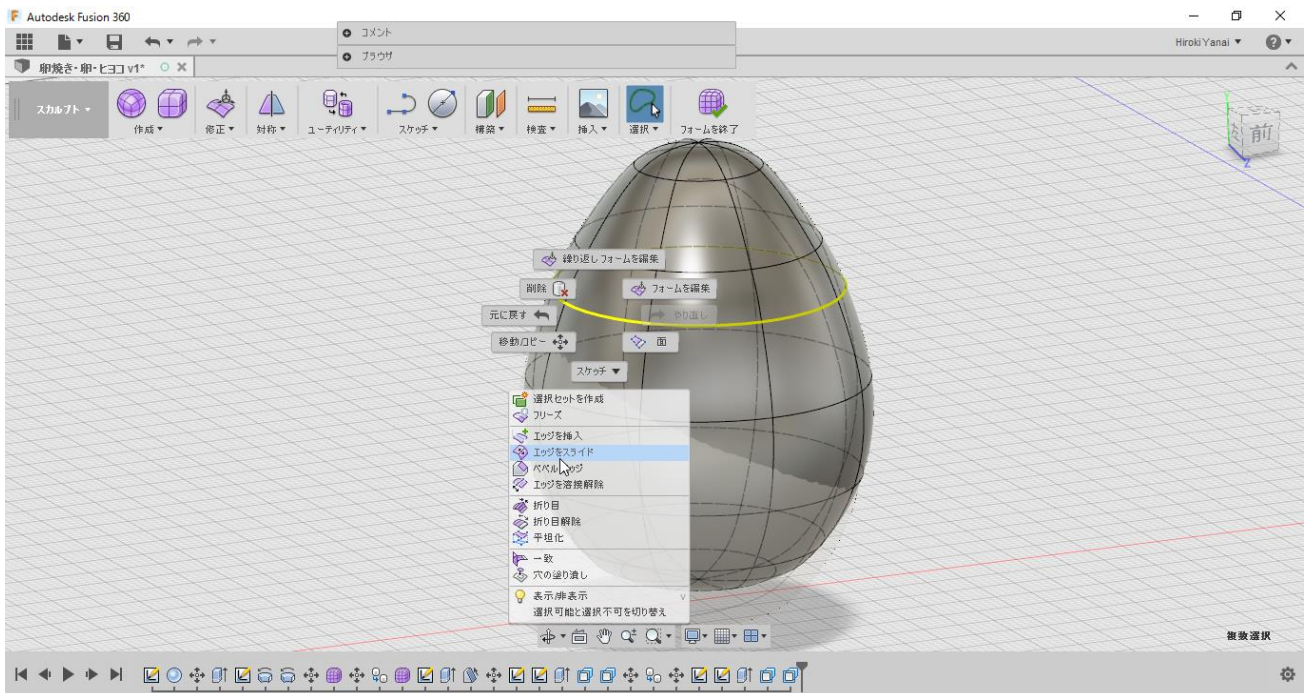 Autodesk Fusion 360
コメント
ブラウザ
Hiroki Yanai
卵焼き・卵・ヒヨコ v1*
スカルプト
作成 修正 対称 ユーティリティ スケッチ 構築 検査 挿入 選択 フォームを終了
前
Y
Z
繰り返し フォームを編集
削除 フォームを編集
元に戻す やり直し
移動/コピー 面
スケッチ
選択セットを作成
フリーズ
エッジを挿入
エッジをスライド
ベベル エッジ
エッジを溶接解除
折り目
折り目解除
平坦化
一致
穴の塗り潰し
表示/非表示 V
選択可能と選択不可を切り替え
複数選択